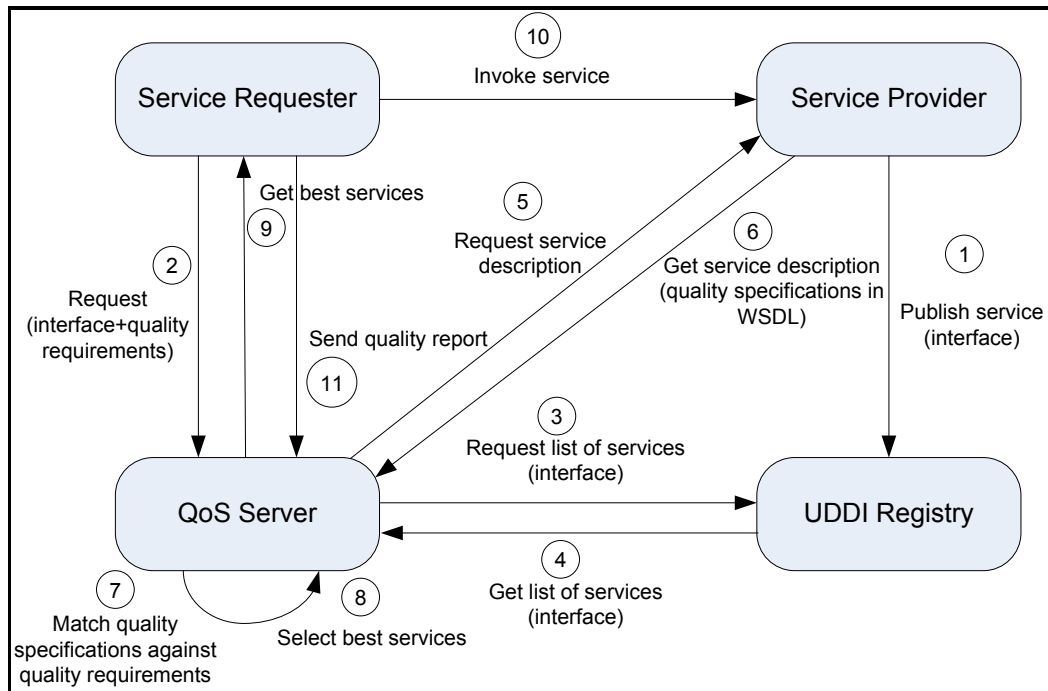 10
Invoke service
Service Requester
Service Provider
Get best services
9
5
Request service
description
6
Get service description
(quality specifications in
WSDL)
1
Publish service
(interface)
2
Request
(interface+quality
requirements)
Send quality report
11
3
Request list of services
(interface)
QoS Server
UDDI Registry
4
Get list of services
(interface)
7
Match quality
specifications against
quality requirements
8
Select best services